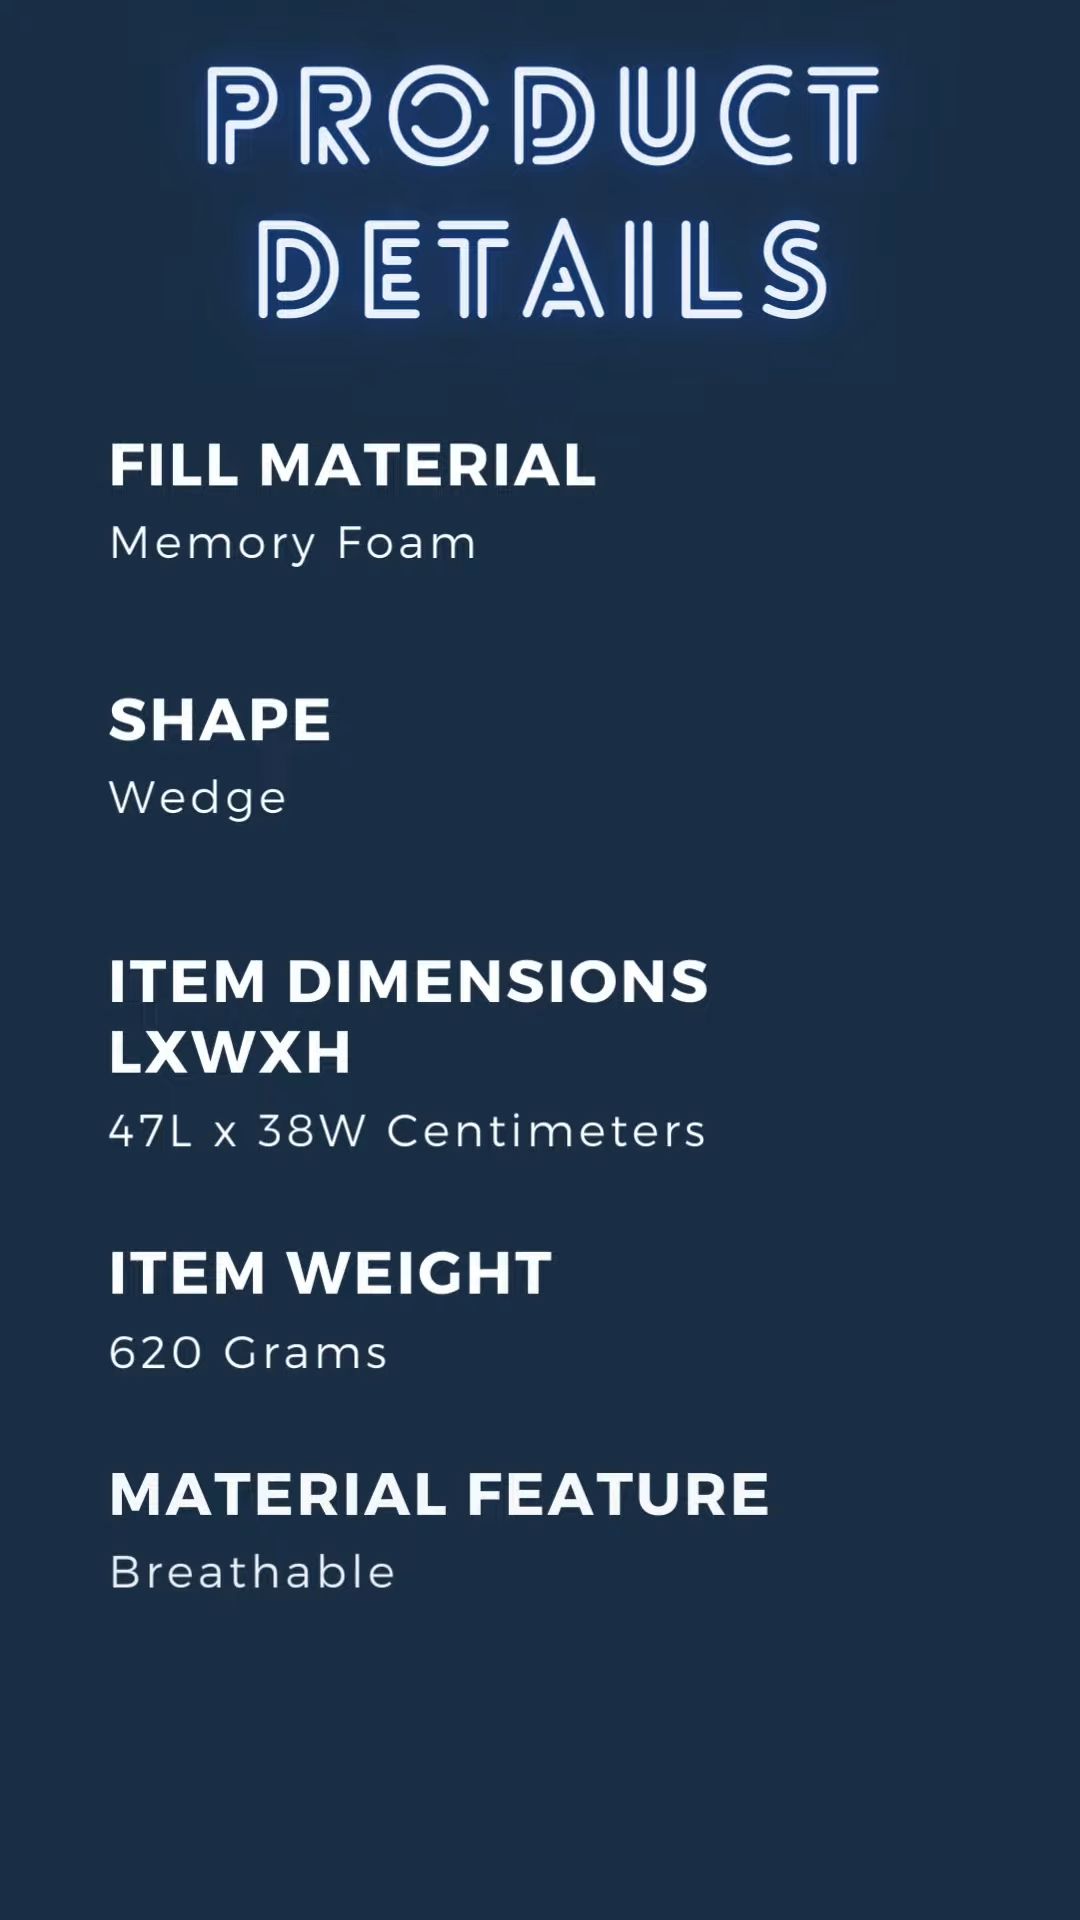 PRODUCT
DETAILS
FILL MATERIAL
Memory Foam
SHAPE
Wedge
ITEM DIMENSIONS
LXWXH
47L x 38W Centimeters
ITEM WEIGHT
620 Grams
MATERIAL FEATURE
Breathable